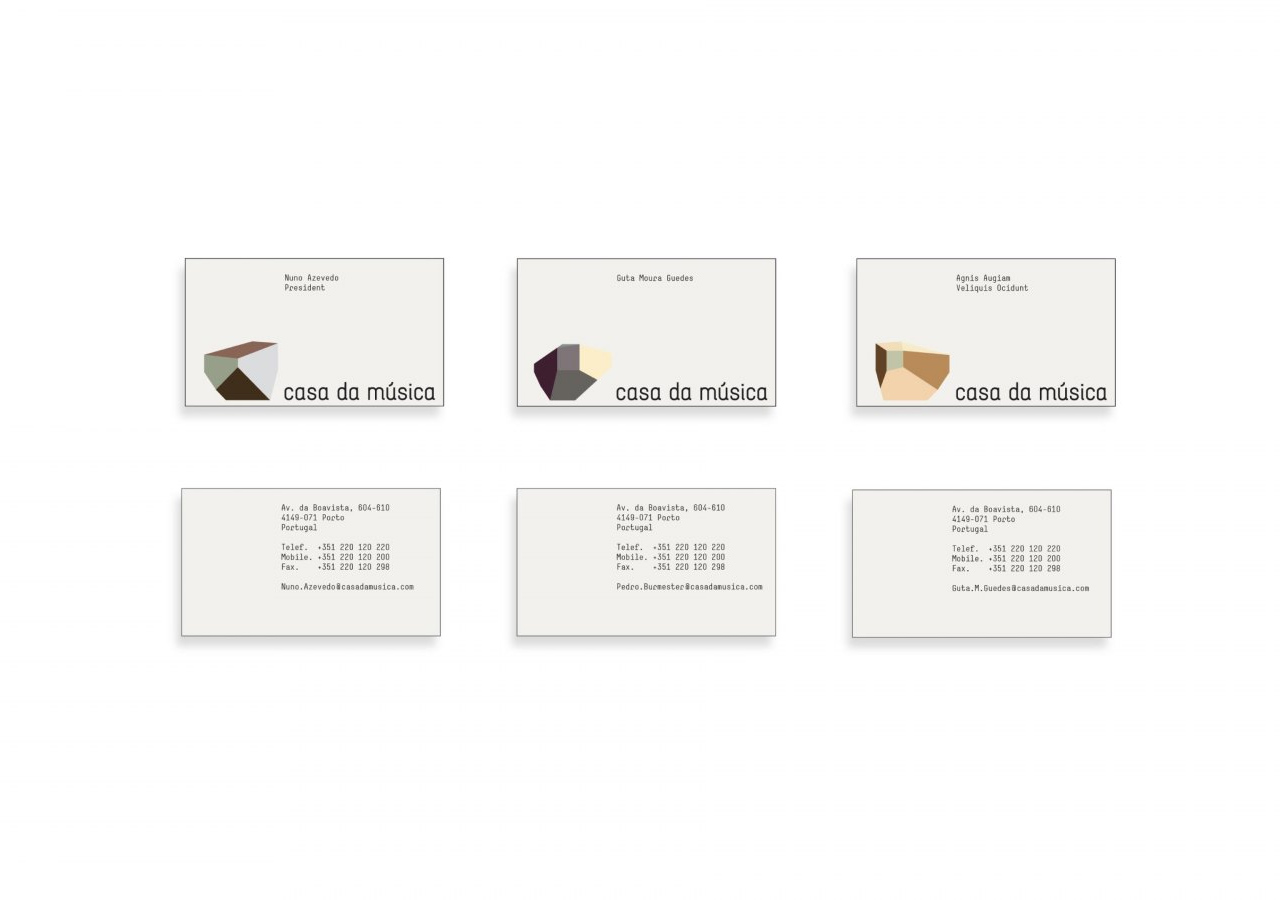 Nuno Azevedo
President
casa da música
Guta Moura Guedes
casa da música
Agnis Augiam
Veliquis Ocidunt
casa da música
Av. da Boavista, 604-610
4149-071 Porto
Portugal
Telef. +351 220 120 220
Mobile. +351 220 120 200
Fax. +351 220 120 298
Nuno.Azevedo@casadamusica.com
Av. da Boavista, 604-610
4149-071 Porto
Portugal
Telef. +351 220 120 220
Mobile. +351 220 120 200
Fax. +351 220 120 298
Pedro.Burmester@casadamusica.com
Av. da Boavista, 604-610
4149-071 Porto
Portugal
Telef. +351 220 120 220
Mobile. +351 220 120 200
Fax. +351 220 120 298
Guta.M.Guedes@casadamusica.com